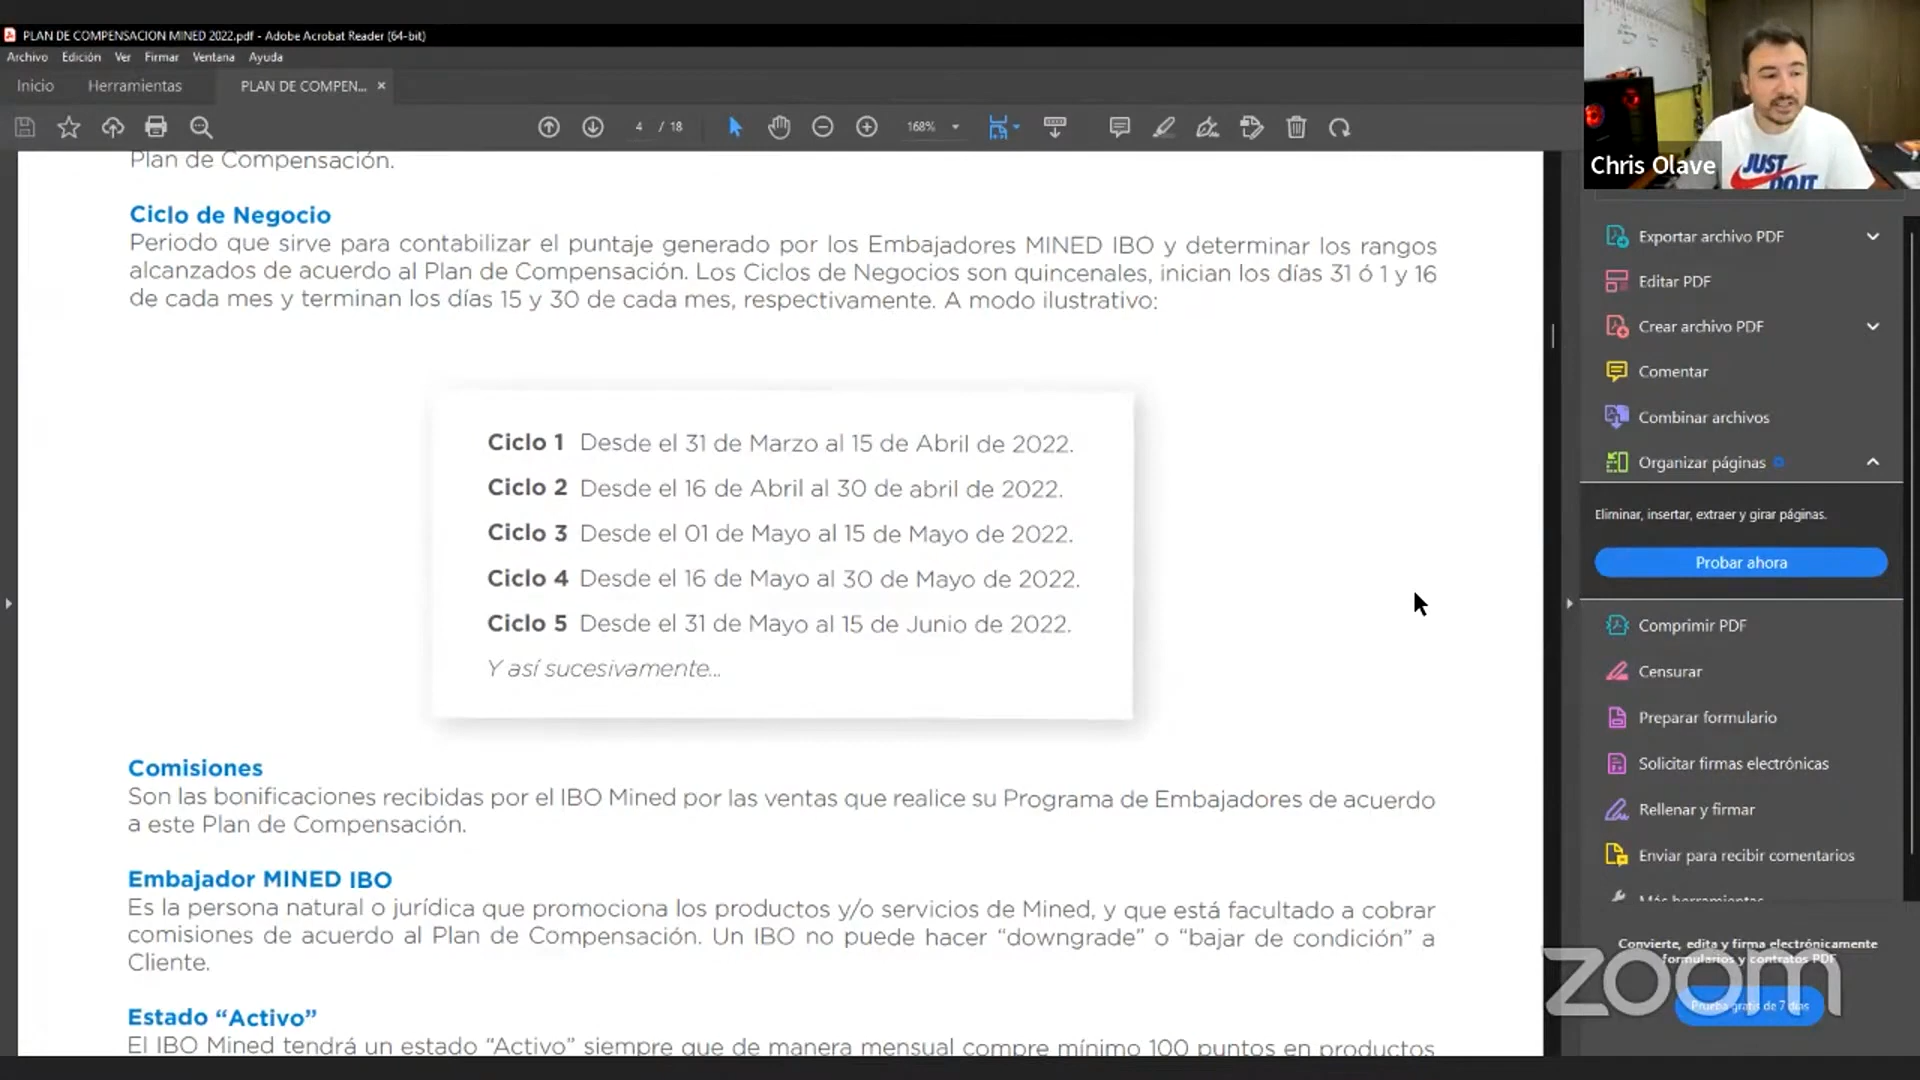 PLAN DE COMPENSACION MINED 2022.pdf - Adobe Acrobat Reader (64-bit)
Archivo Edición Ver Firmar Ventana Ayuda
Inicio Herramientas PLAN DE COMPEN... ×
4 / 18 168%
Plan de Compensación.
Ciclo de Negocio
Periodo que sirve para contabilizar el puntaje generado por los Embajadores MINED IBO y determinar los rangos
alcanzados de acuerdo al Plan de Compensación. Los Ciclos de Negocios son quincenales, inician los días 31 ó 1 y 16
de cada mes y terminan los días 15 y 30 de cada mes, respectivamente. A modo ilustrativo:
Ciclo 1 Desde el 31 de Marzo al 15 de Abril de 2022.
Ciclo 2 Desde el 16 de Abril al 30 de abril de 2022.
Ciclo 3 Desde el 01 de Mayo al 15 de Mayo de 2022.
Ciclo 4 Desde el 16 de Mayo al 30 de Mayo de 2022.
Ciclo 5 Desde el 31 de Mayo al 15 de Junio de 2022.
Y así sucesivamente...
Comisiones
Son las bonificaciones recibidas por el IBO Mined por las ventas que realice su Programa de Embajadores de acuerdo
a este Plan de Compensación.
Embajador MINED IBO
Es la persona natural o jurídica que promociona los productos y/o servicios de Mined, y que está facultado a cobrar
comisiones de acuerdo al Plan de Compensación. Un IBO no puede hacer “downgrade” o “bajar de condición” a
Cliente.
Estado “Activo”
El IBO Mined tendrá un estado “Activo” siempre que de manera mensual compre mínimo 100 puntos en productos
Chris Olave
JUST
DO IT
Exportar archivo PDF
Editar PDF
Crear archivo PDF
Comentar
Combinar archivos
Organizar páginas
Eliminar, insertar, extraer y girar páginas.
Probar ahora
Comprimir PDF
Censurar
Preparar formulario
Solicitar firmas electrónicas
Rellenar y firmar
Enviar para recibir comentarios
Más herramientas
Convierte, edita y firma electrónicamente
formularios y contratos PDF
Prueba gratis de 7 días
zoom